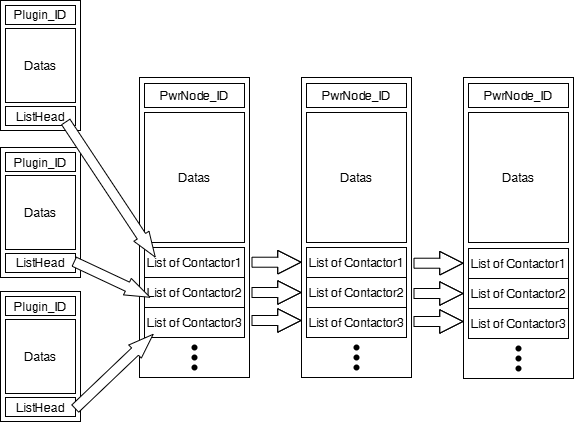 Plugin_ID
Datas
ListHead
Plugin_ID
Datas
ListHead
Plugin_ID
Datas
ListHead
PwrNode_ID
Datas
List of Contactor1
List of Contactor2
List of Contactor3
PwrNode_ID
Datas
List of Contactor1
List of Contactor2
List of Contactor3
PwrNode_ID
Datas
List of Contactor1
List of Contactor2
List of Contactor3